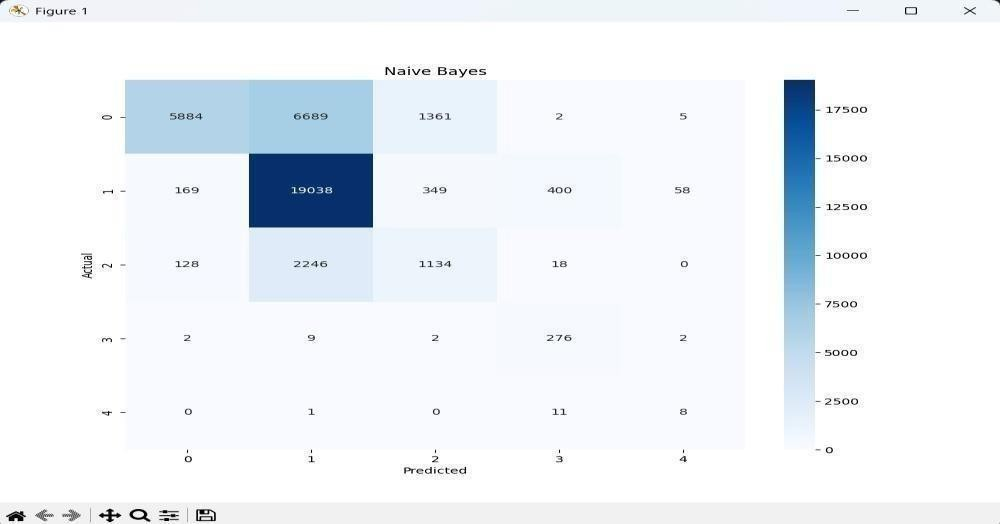 Figure 1
Naive Bayes
0 5884 6689 1361 2 5
1 169 19038 349 400 58
2 128 2246 1134 18 0
3 2 9 2 276 2
4 0 1 0 11 8
Actual
0 1 2 3 4
Predicted
17500
15000
12500
10000
7500
5000
2500
0